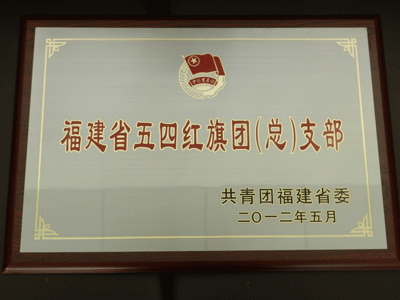 福建省五四红旗团(总)支部
共青团福建省委
二〇一二年五月